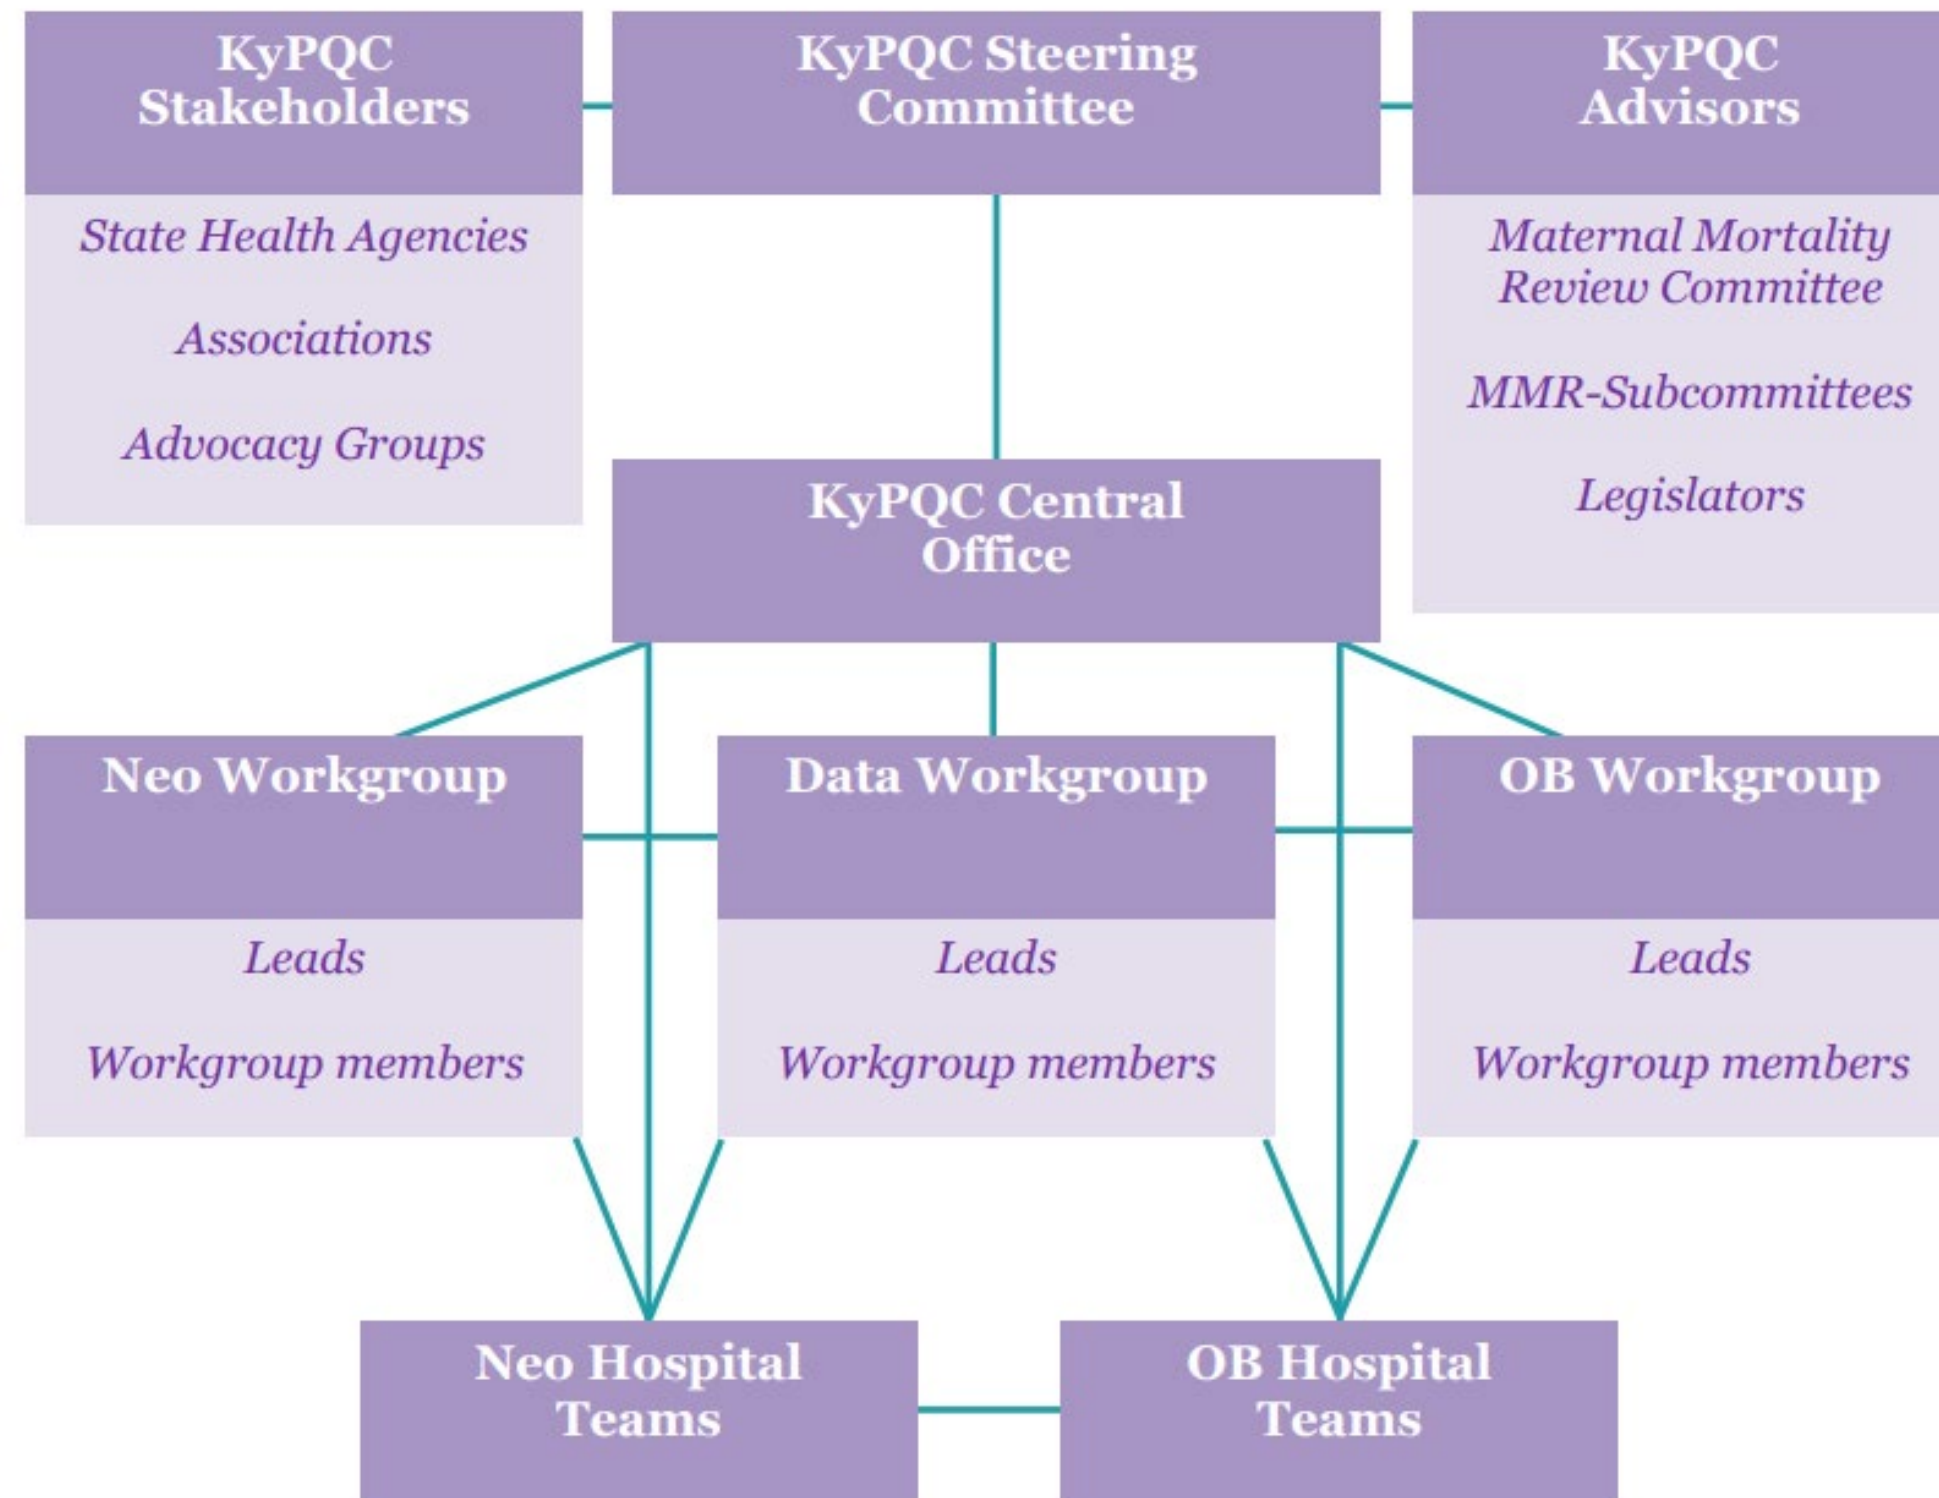 KyPQC
Stakeholders
State Health Agencies
Associations
Advocacy Groups
KyPQC Steering
Committee
KyPQC
Advisors
Maternal Mortality
Review Committee
MMR-Subcommittees
Legislators
KyPQC Central
Office
Neo Workgroup
Leads
Workgroup members
Data Workgroup
Leads
Workgroup members
OB Workgroup
Leads
Workgroup members
Neo Hospital
Teams
OB Hospital
Teams